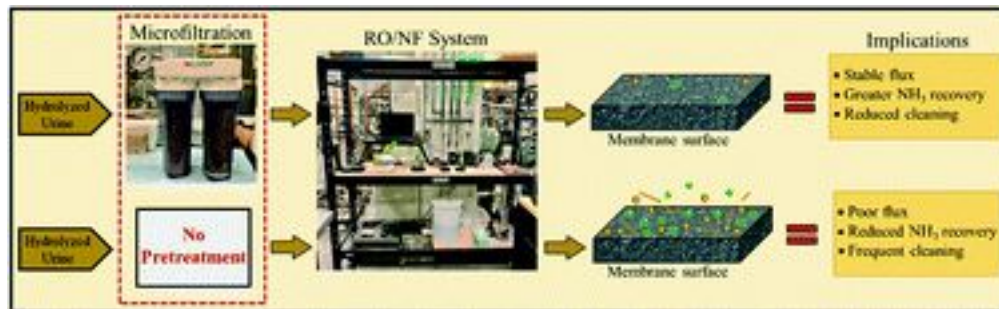 Microfiltration
RO/NF System
Implications
Hydrolyzed
Urine
Membrane surface
• Stable flux
• Greater NH₃ recovery
• Reduced cleaning
Hydrolyzed
Urine
No
Pretreatment
Membrane surface
• Poor flux
• Reduced NH₃ recovery
• Frequent cleaning